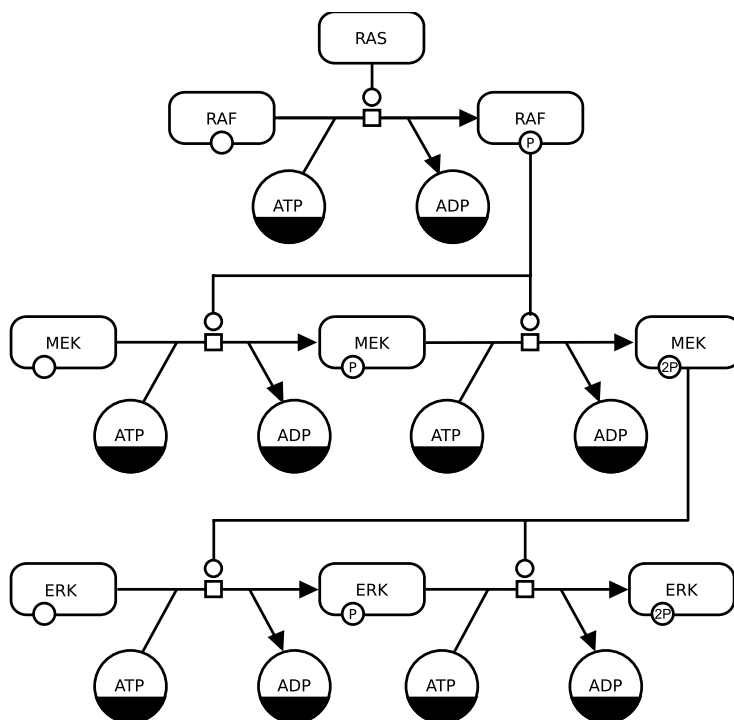 RAS
RAF
RAF
P
ATP
ADP
MEK
MEK
MEK
P
2P
ATP
ADP
ATP
ADP
ERK
ERK
ERK
P
2P
ATP
ADP
ATP
ADP